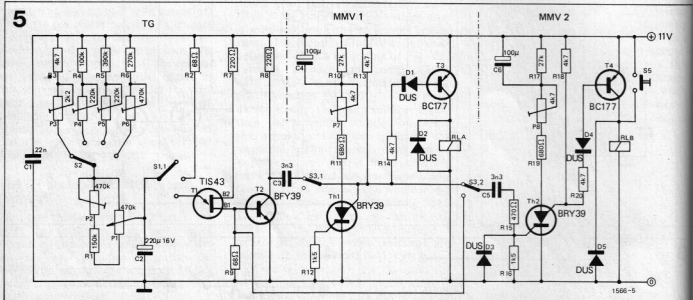 5
TG
MMV 1
MMV 2
11V
4k7
100k
390k
270k
R3
R4
R5
R6
68Ω
R2
220Ω
R7
220Ω
R8
100µ
C4
27k
R10
4k7
R13
D1
DUS
T3
BC177
100µ
C6
27k
R17
4k7
R18
T4
BC177
S5
2k2
220k
220k
470k
P3
P4
P5
P6
4k7
P7
D2
DUS
RLA
4k7
P8
D4
DUS
RLB
22n
C1
S2
S1,1
TIS43
T1
B2
B1
T2
BFY39
3n3
C3
S3,1
680Ω
R11
R14
4k7
S3,2
3n3
C5
680Ω
R19
4k7
R20
470k
P2
470k
P1
150k
R1
220µ 16V
C2
68Ω
R9
Th1
BRY39
1k5
R12
470Ω
R15
Th2
BRY39
DUS
D3
1k5
R16
D5
DUS
0
1566-5